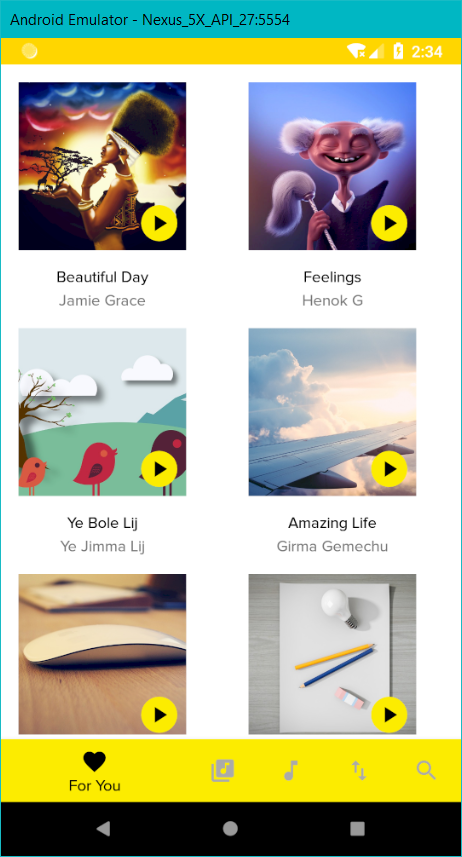 Android Emulator - Nexus_5X_API_27:5554
2:34
Beautiful Day
Jamie Grace
Feelings
Henok G
Ye Bole Lij
Ye Jimma Lij
Amazing Life
Girma Gemechu
For You